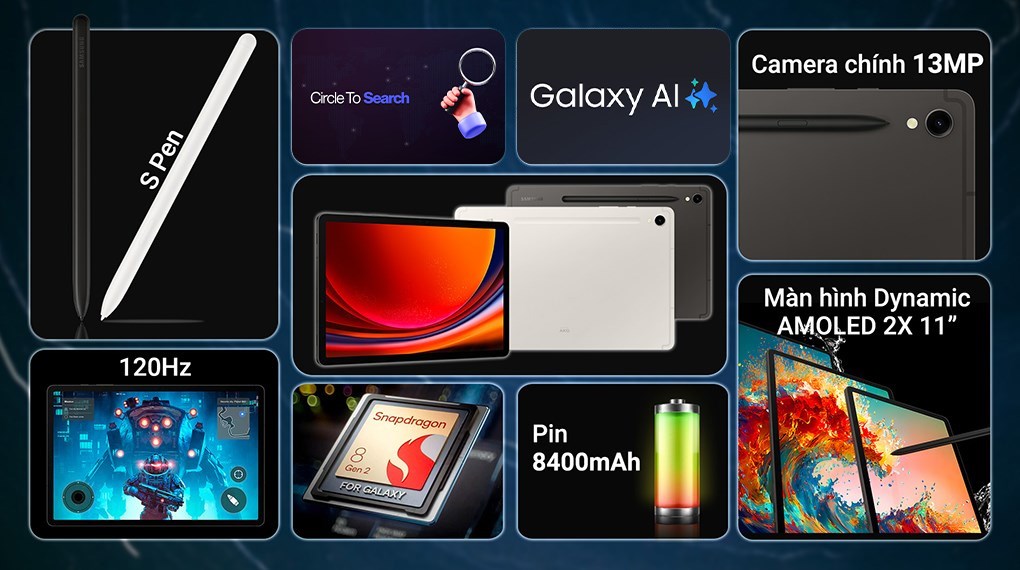 SAMSUNG
S Pen
Circle To Search
Galaxy AI
Camera chính 13MP
120Hz
Snapdragon
8
Gen 2
FOR GALAXY
Pin
8400mAh
Màn hình Dynamic
AMOLED 2X 11”